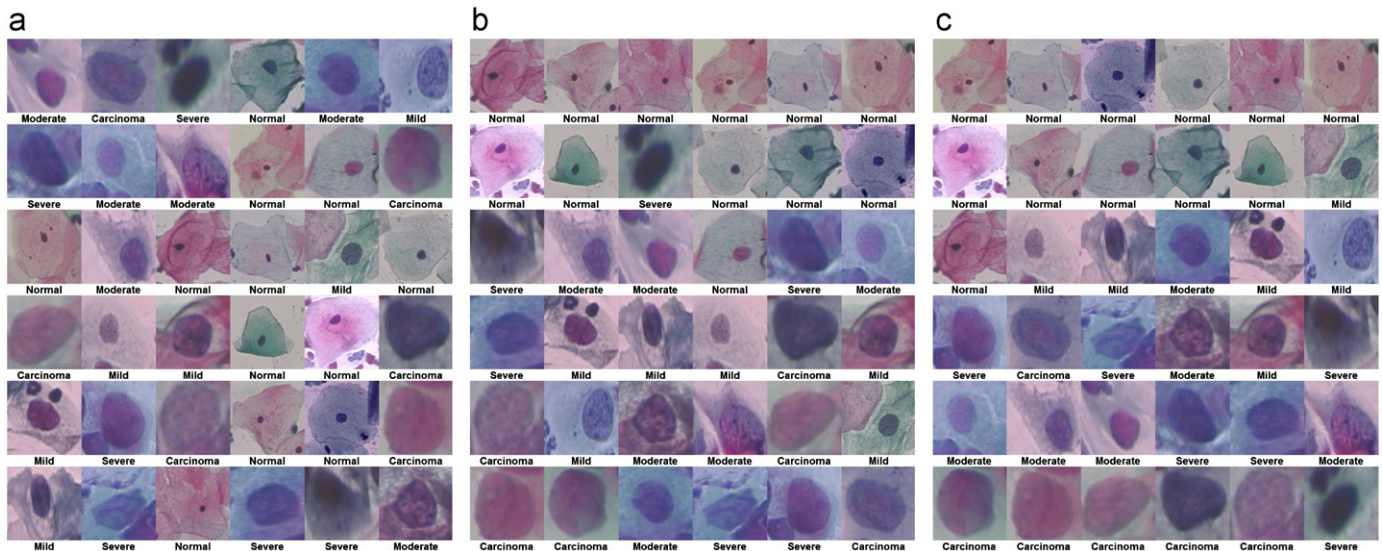 a
b
c
Moderate Carcinoma Severe Normal Moderate Mild
Severe Moderate Moderate Normal Normal Carcinoma
Normal Moderate Normal Normal Mild Normal
Carcinoma Mild Mild Normal Normal Carcinoma
Mild Severe Carcinoma Normal Normal Carcinoma
Mild Severe Normal Severe Severe Moderate
Normal Normal Normal Normal Normal Normal
Normal Normal Severe Normal Normal Normal
Severe Moderate Moderate Normal Severe Moderate
Severe Mild Mild Mild Carcinoma Mild
Carcinoma Mild Moderate Moderate Carcinoma Mild
Carcinoma Carcinoma Moderate Severe Severe Carcinoma
Normal Normal Normal Normal Normal Normal
Normal Normal Normal Normal Normal Mild
Normal Mild Mild Moderate Mild Mild
Severe Carcinoma Severe Moderate Mild Severe
Moderate Moderate Moderate Severe Severe Moderate
Carcinoma Carcinoma Carcinoma Carcinoma Carcinoma Severe